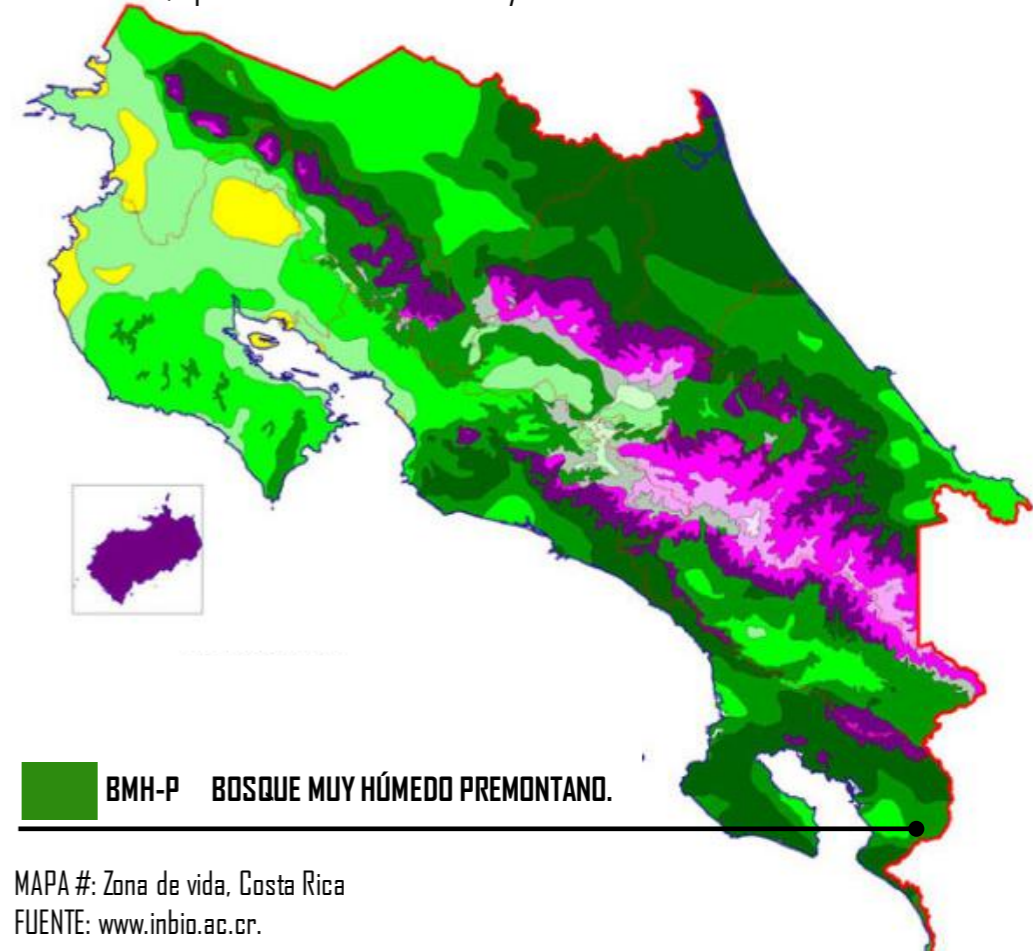 BMH-P BOSQUE MUY HÚMEDO PREMONTANO.
MAPA #: Zona de vida, Costa Rica
FUENTE: www.inbio.ac.cr.